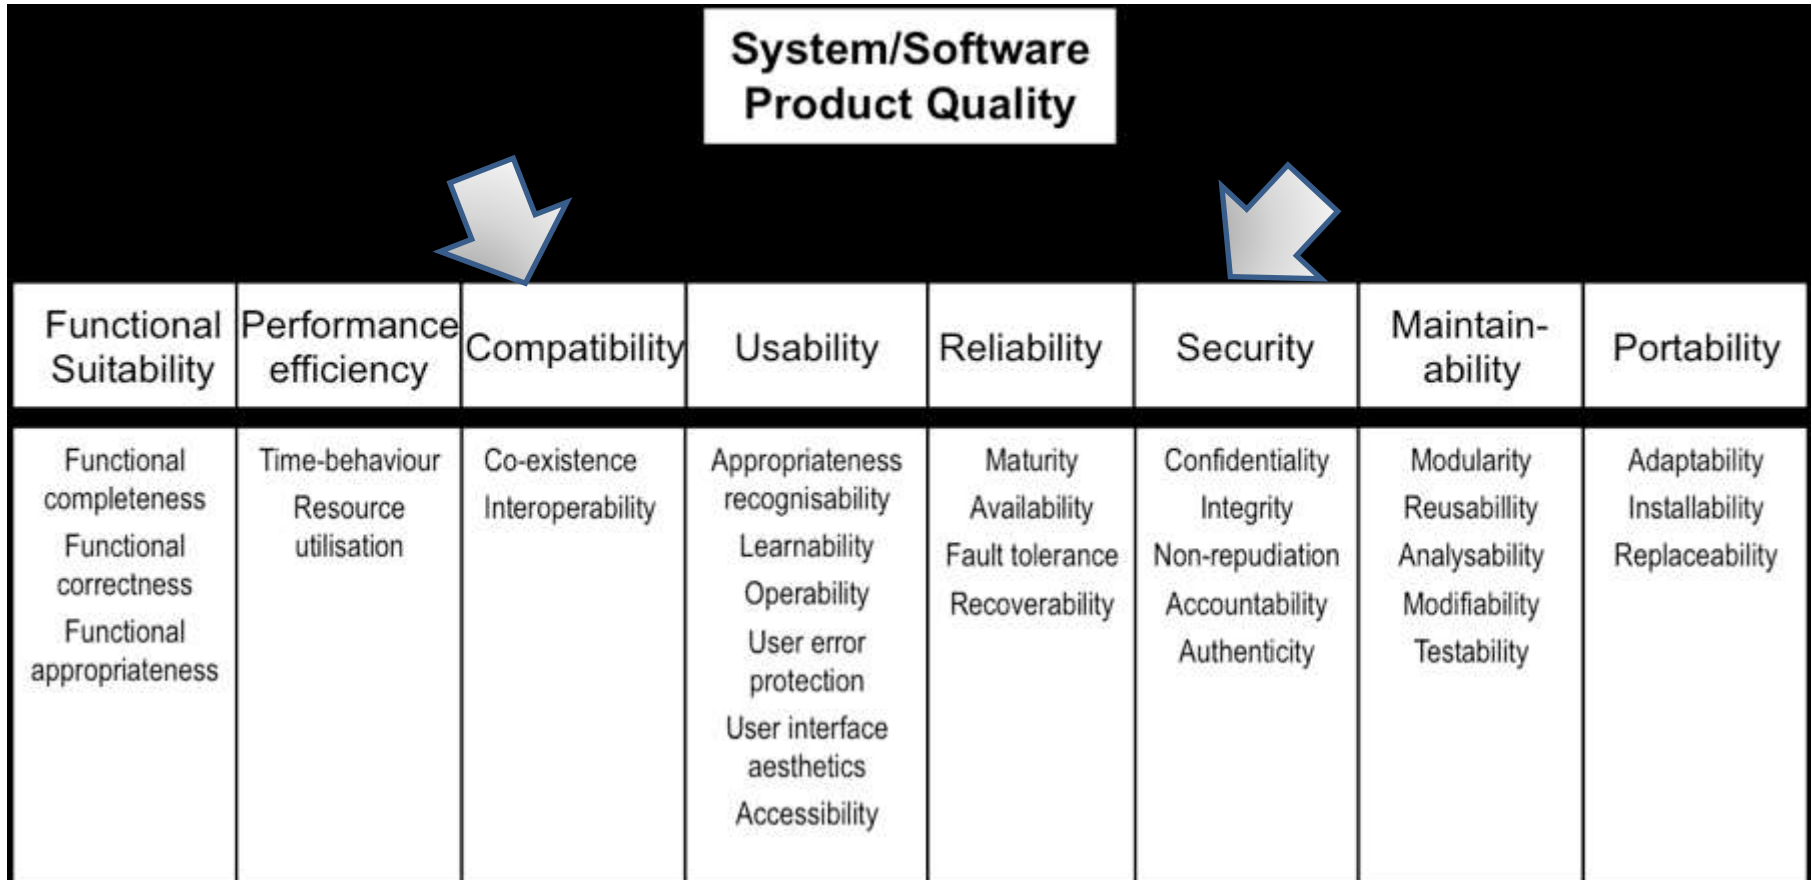 System/Software
Product Quality
Functional
Suitability
Performance
efficiency
Compatibility
Usability
Reliability
Security
Maintain-
ability
Portability
Functional
completeness
Functional
correctness
Functional
appropriateness
Time-behaviour
Resource
utilisation
Co-existence
Interoperability
Appropriateness
recognisability
Learnability
Operability
User error
protection
User interface
aesthetics
Accessibility
Maturity
Availability
Fault tolerance
Recoverability
Confidentiality
Integrity
Non-repudiation
Accountability
Authenticity
Modularity
Reusabillity
Analysability
Modifiability
Testability
Adaptability
Installability
Replaceability